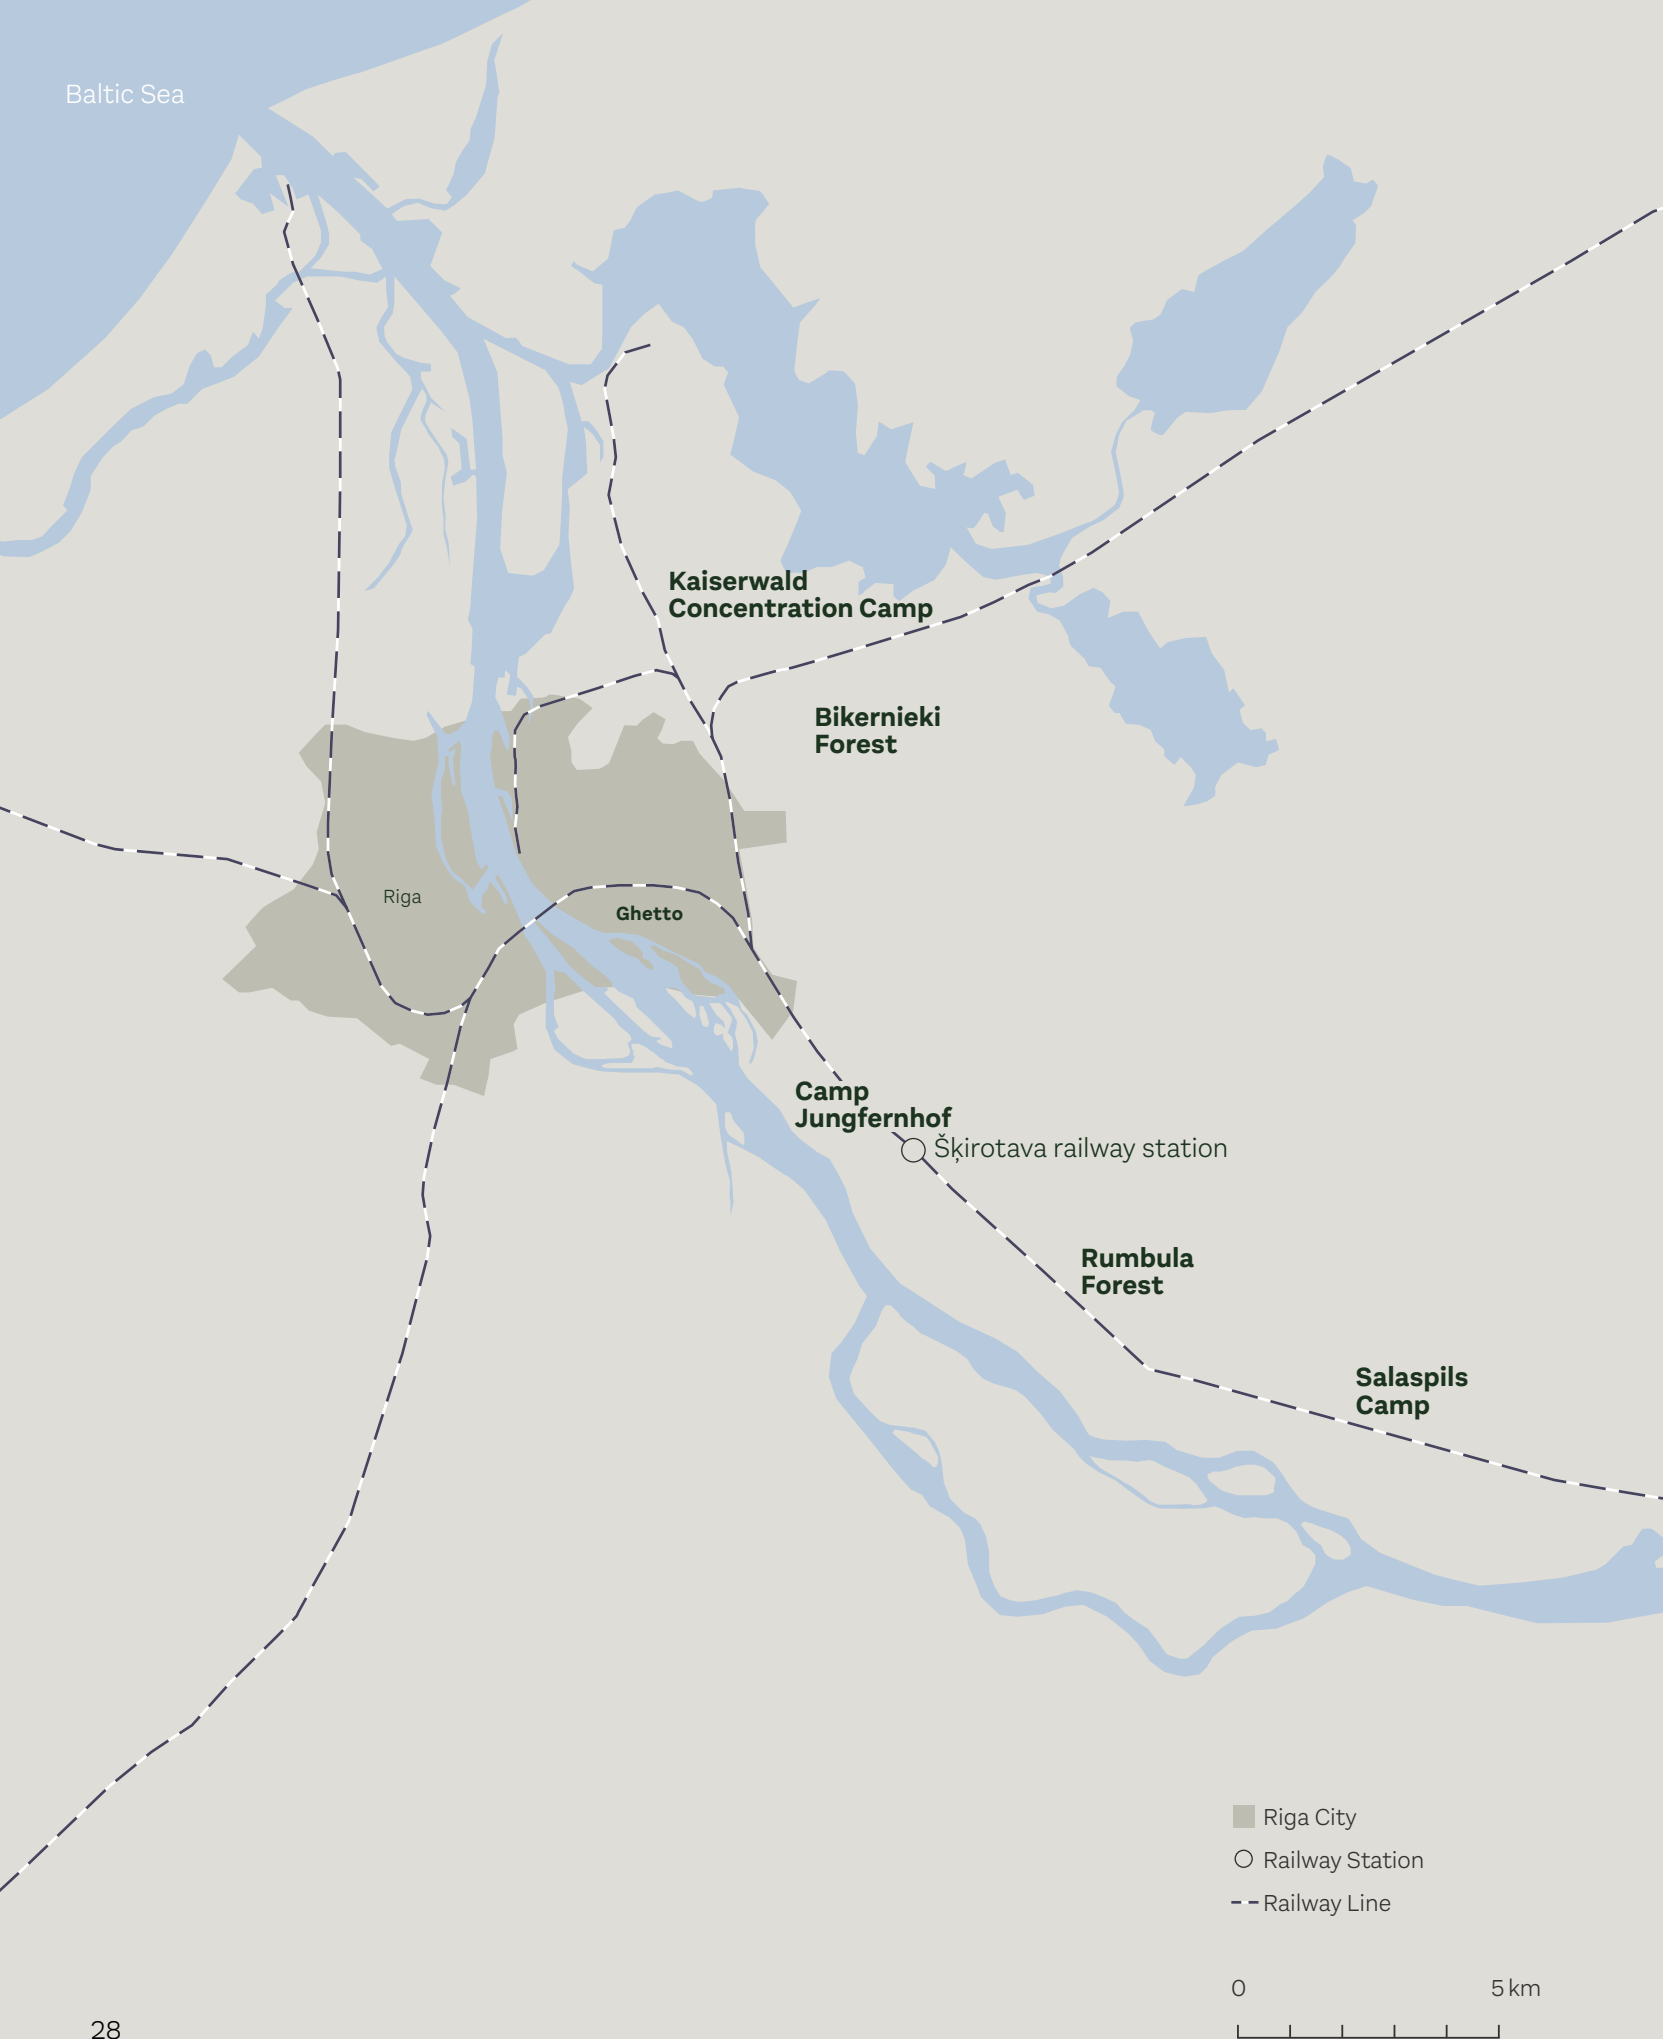 Baltic Sea
Kaiserwald
Concentration Camp
Bikernieki
Forest
Riga
Ghetto
Camp
Jungfernhof
Šķirotava railway station
Rumbula
Forest
Salaspils
Camp
Riga City
Railway Station
Railway Line
0 5 km
28